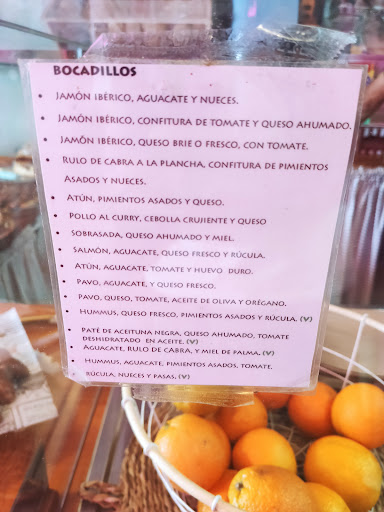 BOCADILLOS
• JAMÓN IBÉRICO, AGUACATE Y NUECES.
• JAMÓN IBÉRICO, CONFITURA DE TOMATE Y QUESO AHUMADO.
• JAMÓN IBÉRICO, QUESO BRIE O FRESCO, CON TOMATE.
• RULO DE CABRA A LA PLANCHA, CONFITURA DE PIMIENTOS
ASADOS Y NUECES.
• ATÚN, PIMIENTOS ASADOS Y QUESO.
• POLLO AL CURRY, CEBOLLA CRUJIENTE Y QUESO
• SOBRASADA, QUESO AHUMADO Y MIEL.
• SALMÓN, AGUACATE, QUESO FRESCO Y RÚCULA.
• ATÚN, AGUACATE, TOMATE Y HUEVO DURO.
• PAVO, AGUACATE, Y QUESO FRESCO.
• PAVO, QUESO, TOMATE, ACEITE DE OLIVA Y ORÉGANO.
• HUMMUS, QUESO FRESCO, PIMIENTOS ASADOS Y RÚCULA. (V)
• PATÉ DE ACEITUNA NEGRA, QUESO AHUMADO, TOMATE
DESHIDRATADO EN ACEITE. (V)
• AGUACATE, RULO DE CABRA, Y MIEL DE PALMA. (V)
• HUMMUS, AGUACATE, PIMIENTOS ASADOS, TOMATE,
RÚCULA, NUECES Y PASAS, (V)